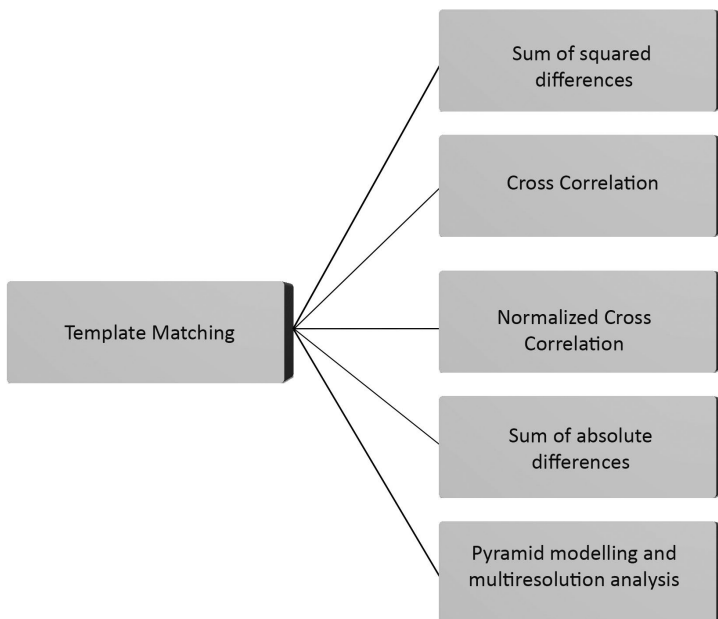 Template Matching
Sum of squared
differences
Cross Correlation
Normalized Cross
Correlation
Sum of absolute
differences
Pyramid modelling and
multiresolution analysis